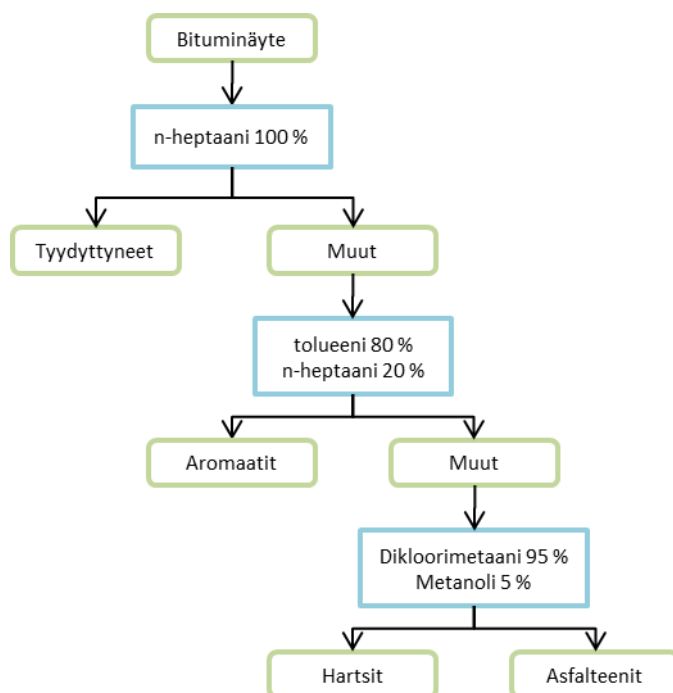 Bituminäyte
n-heptaani 100 %
Tyydyttyneet
Muut
tolueeni 80 %
n-heptaani 20 %
Aromaatit
Muut
Dikloorimetaani 95 %
Metanoli 5 %
Hartsit
Asfalteenit